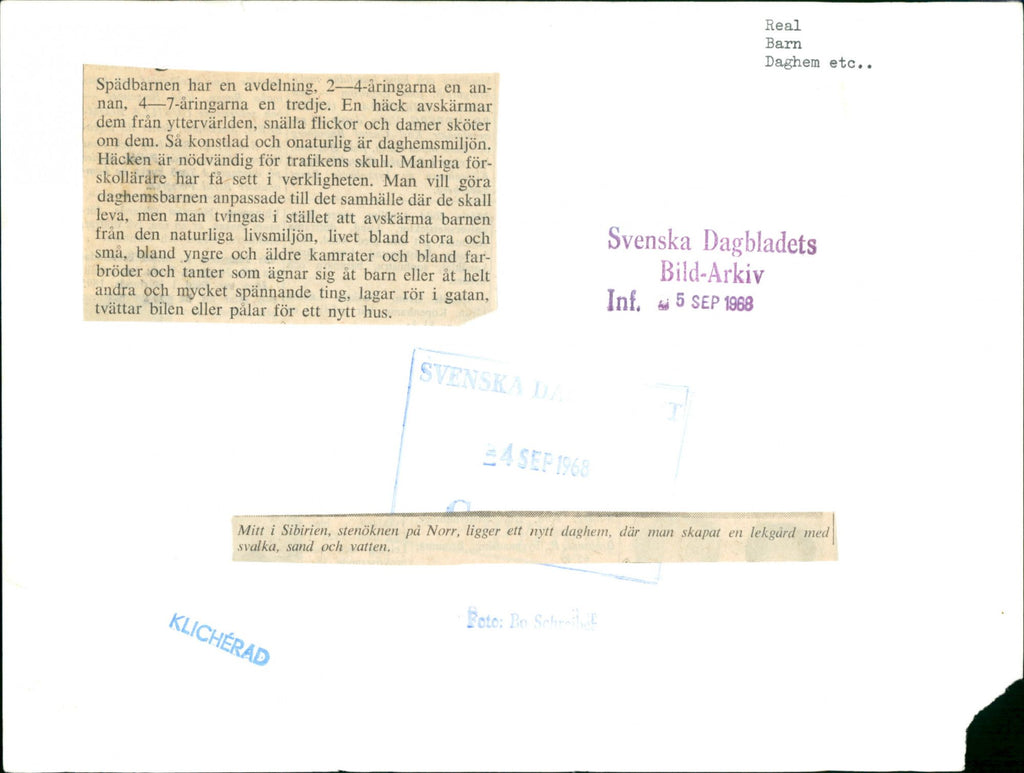 Real
Barn
Daghem etc..
Spädbarnen har en avdelning, 2—4-åringarna en an-
nan, 4—7-åringarna en tredje. En häck avskärmar
dem från yttervärlden, snälla flickor och damer sköter
om dem. Så konstlad och onaturlig är daghemsmiljön.
Häcken är nödvändig för trafikens skull. Manliga för-
skollärare har få sett i verkligheten. Man vill göra
daghemsbarnen anpassade till det samhälle där de skall
leva, men man tvingas i stället att avskärma barnen
från den naturliga livsmiljön, livet bland stora och
små, bland yngre och äldre kamrater och bland far-
bröder och tanter som ägnar sig åt barn eller åt helt
andra och mycket spännande ting, lagar rör i gatan,
tvättar bilen eller pålar för ett nytt hus.
Svenska Dagbladets
Bild-Arkiv
Inf. 5 SEP 1968
SVENSKA
4 SEP 1968
Mitt i Sibirien, stenöknen på Norr, ligger ett nytt daghem, där man skapat en lekgård med
svalka, sand och vatten.
Foto: Bo
KLICHÉRAD